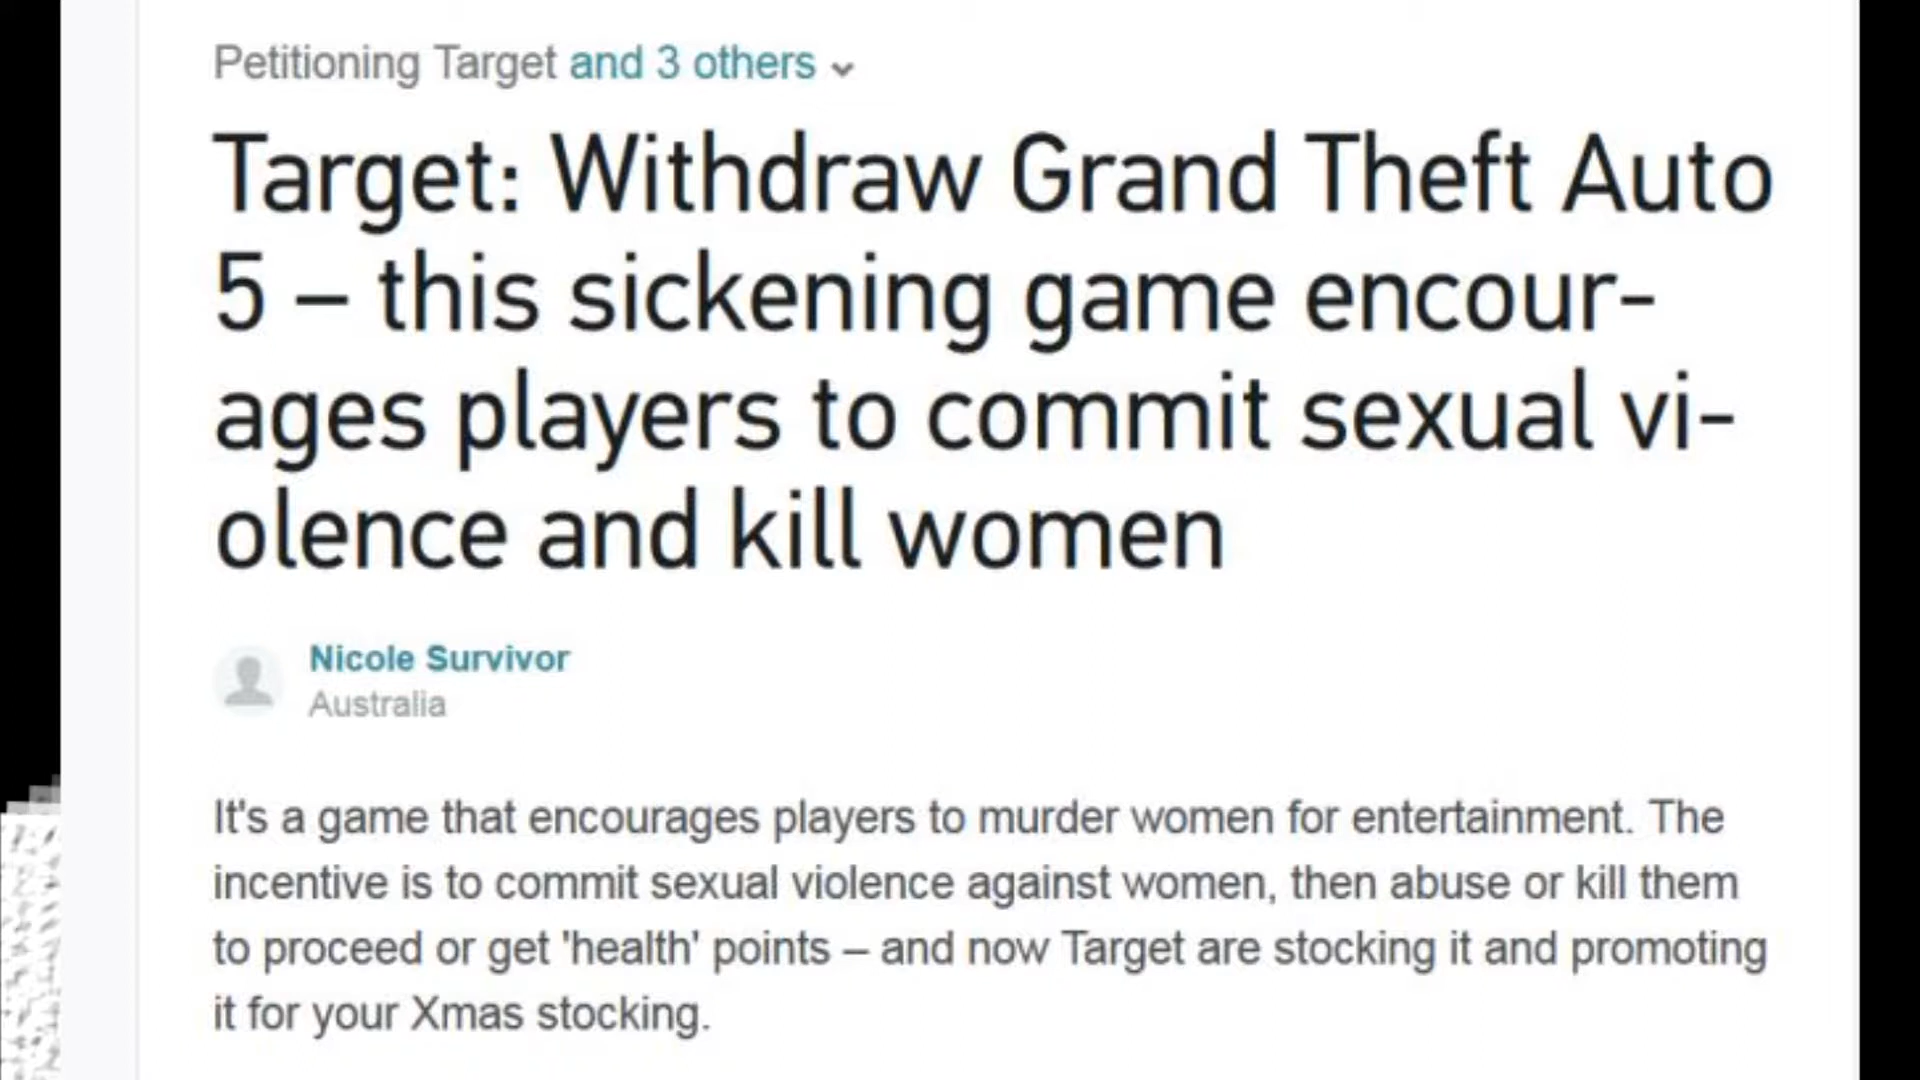 Petitioning Target and 3 others
Target: Withdraw Grand Theft Auto
5 – this sickening game encour-
ages players to commit sexual vi-
olence and kill women
Nicole Survivor
Australia
It's a game that encourages players to murder women for entertainment. The
incentive is to commit sexual violence against women, then abuse or kill them
to proceed or get 'health' points – and now Target are stocking it and promoting
it for your Xmas stocking.